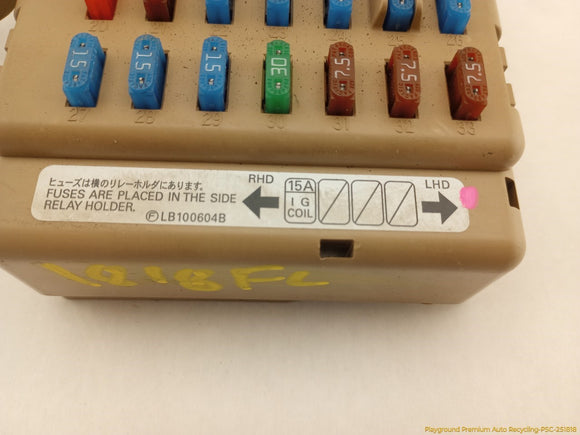 15 15 15 30 7.5 7.5 7.5
27 28 29 30 31 32 33
ヒューズは横のリレーホルダにあります。
FUSES ARE PLACED IN THE SIDE
RELAY HOLDER.
Ⓕ LB100604B
RHD 15A LHD
I G
COIL
1818FL
Playground Premium Auto Recycling-PSC-251818